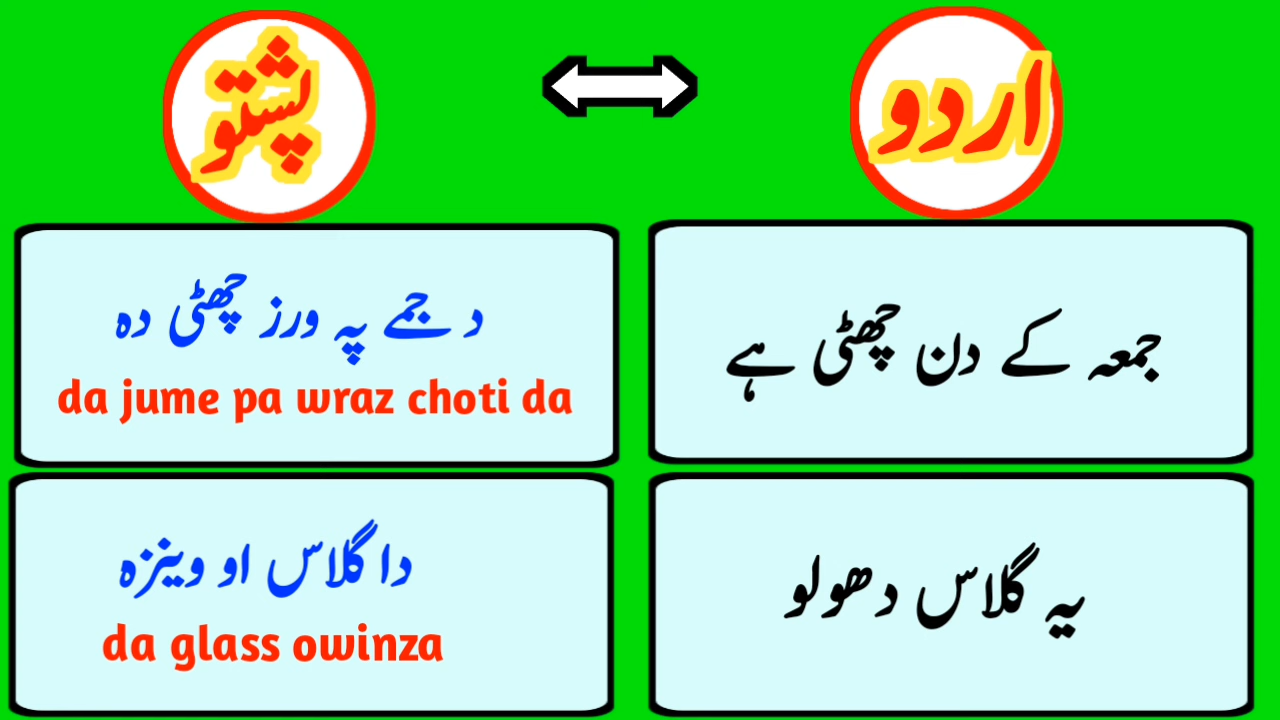 اردو
پشتو
جمعہ کے دن چھٹی ہے
د جمے پہ ورز چھٹی دہ
da jume pa wraz choti da
یہ گلاس دھولو
دا گلاس او وینزہ
da glass owinza